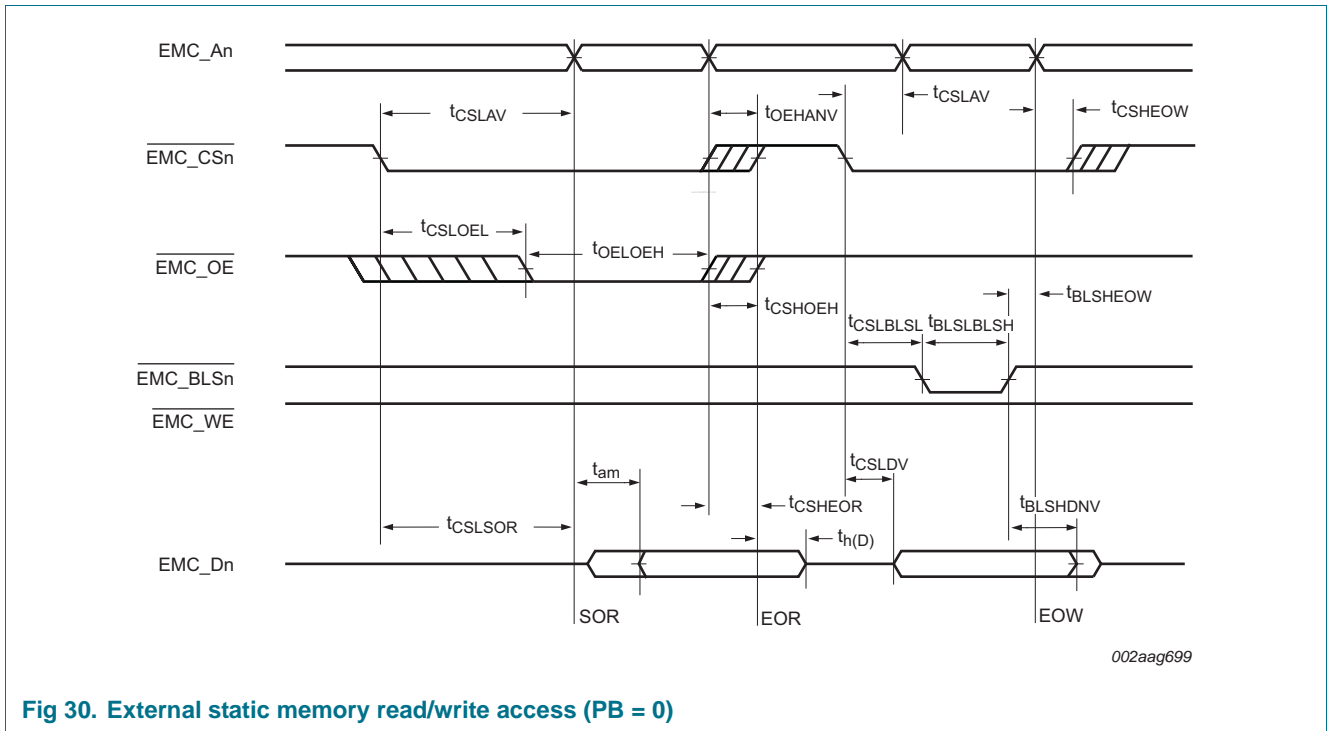 EMC_An
tCSLAV
tOEHANV
tCSLAV
tCSHEOW
EMC_CSn
tCSLOEL
tOELOEH
EMC_OE
tCSHOEH
tBLSHEOW
tCSLBLSL
tBLSLBLSH
EMC_BLSn
EMC_WE
tam
tCSLDV
tCSLSOR
tCSHEOR
tBLSHDNV
th(D)
EMC_Dn
SOR
EOR
EOW
002aag699
Fig 30. External static memory read/write access (PB = 0)